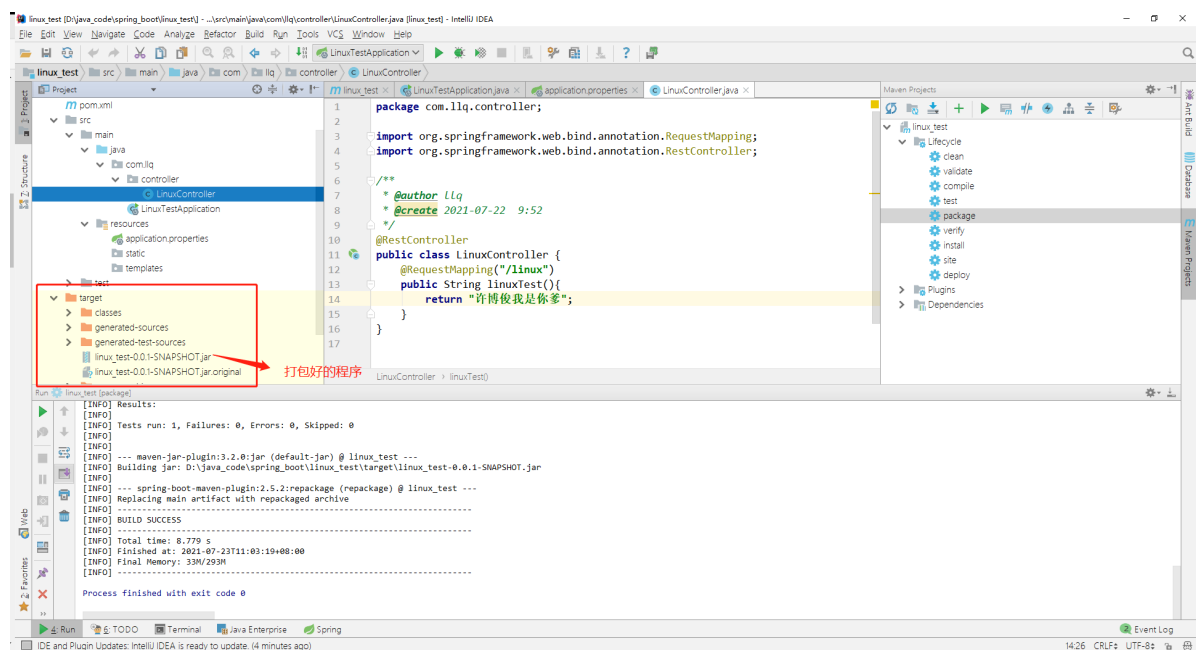 linux_test [D:\java_code\spring_boot\linux_test\] - ...\src\main\java\com\llq\controller\LinuxController.java [linux_test] - IntelliJ IDEA
File Edit View Navigate Code Analyze Refactor Build Run Tools VCS Window Help
LinuxTestApplication
linux_test src main java com llq controller LinuxController
Project
linux_test LinuxTestApplication.java application.properties LinuxController.java
Maven Projects
1: Project
Z: Structure
Web
2: Favorites
pom.xml
src
main
java
com.llq
controller
LinuxController
LinuxTestApplication
resources
application.properties
static
templates
test
target
classes
generated-sources
generated-test-sources
linux_test-0.0.1-SNAPSHOT.jar
linux_test-0.0.1-SNAPSHOT.jar.original
打包好的程序
1 package com.llq.controller;
2
3 import org.springframework.web.bind.annotation.RequestMapping;
4 import org.springframework.web.bind.annotation.RestController;
5
6 /**
7 * @author llq
8 * @create 2021-07-22 9:52
9 */
10 @RestController
11 public class LinuxController {
12 @RequestMapping("/linux")
13 public String linuxTest(){
14 return "许博俊我是你爹";
15 }
16 }
17
LinuxController › linuxTest()
linux_test
Lifecycle
clean
validate
compile
test
package
verify
install
site
deploy
Plugins
Dependencies
Ant Build
Database
Maven Projects
Run linux_test [package]
[INFO] Results:
[INFO]
[INFO] Tests run: 1, Failures: 0, Errors: 0, Skipped: 0
[INFO]
[INFO]
[INFO] --- maven-jar-plugin:3.2.0:jar (default-jar) @ linux_test ---
[INFO] Building jar: D:\java_code\spring_boot\linux_test\target\linux_test-0.0.1-SNAPSHOT.jar
[INFO]
[INFO] --- spring-boot-maven-plugin:2.5.2:repackage (repackage) @ linux_test ---
[INFO] Replacing main artifact with repackaged archive
[INFO] ------------------------------------------------------------------------
[INFO] BUILD SUCCESS
[INFO] ------------------------------------------------------------------------
[INFO] Total time: 8.779 s
[INFO] Finished at: 2021-07-23T11:03:19+08:00
[INFO] Final Memory: 33M/293M
[INFO] ------------------------------------------------------------------------
Process finished with exit code 0
4: Run 6: TODO Terminal Java Enterprise Spring 2 Event Log
IDE and Plugin Updates: IntelliJ IDEA is ready to update. (4 minutes ago) 14:26 CRLF÷ UTF-8÷